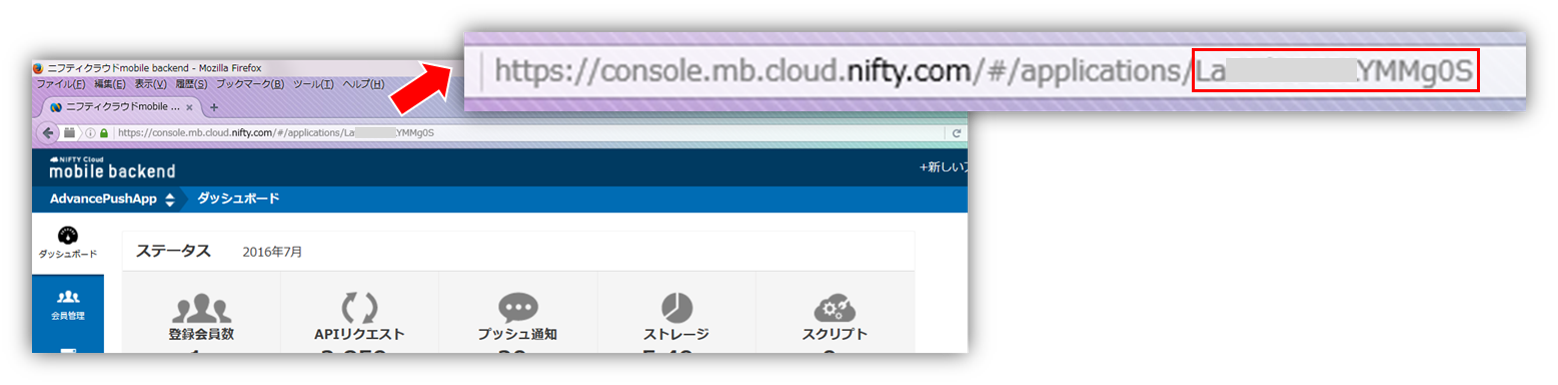 https://console.mb.cloud.nifty.com/#/applications/La YMMg0S
ニフティクラウドmobile backend - Mozilla Firefox
ファイル(F) 編集(E) 表示(V) 履歴(S) ブックマーク(B) ツール(T) ヘルプ(H)
ニフティクラウドmobile ... × +
https://console.mb.cloud.nifty.com/#/applications/La YMMg0S
NIFTY Cloud
mobile backend
+新しい
AdvancePushApp ダッシュボード
ダッシュボード
ステータス 2016年7月
会員管理
登録会員数 APIリクエスト プッシュ通知 ストレージ スクリプト